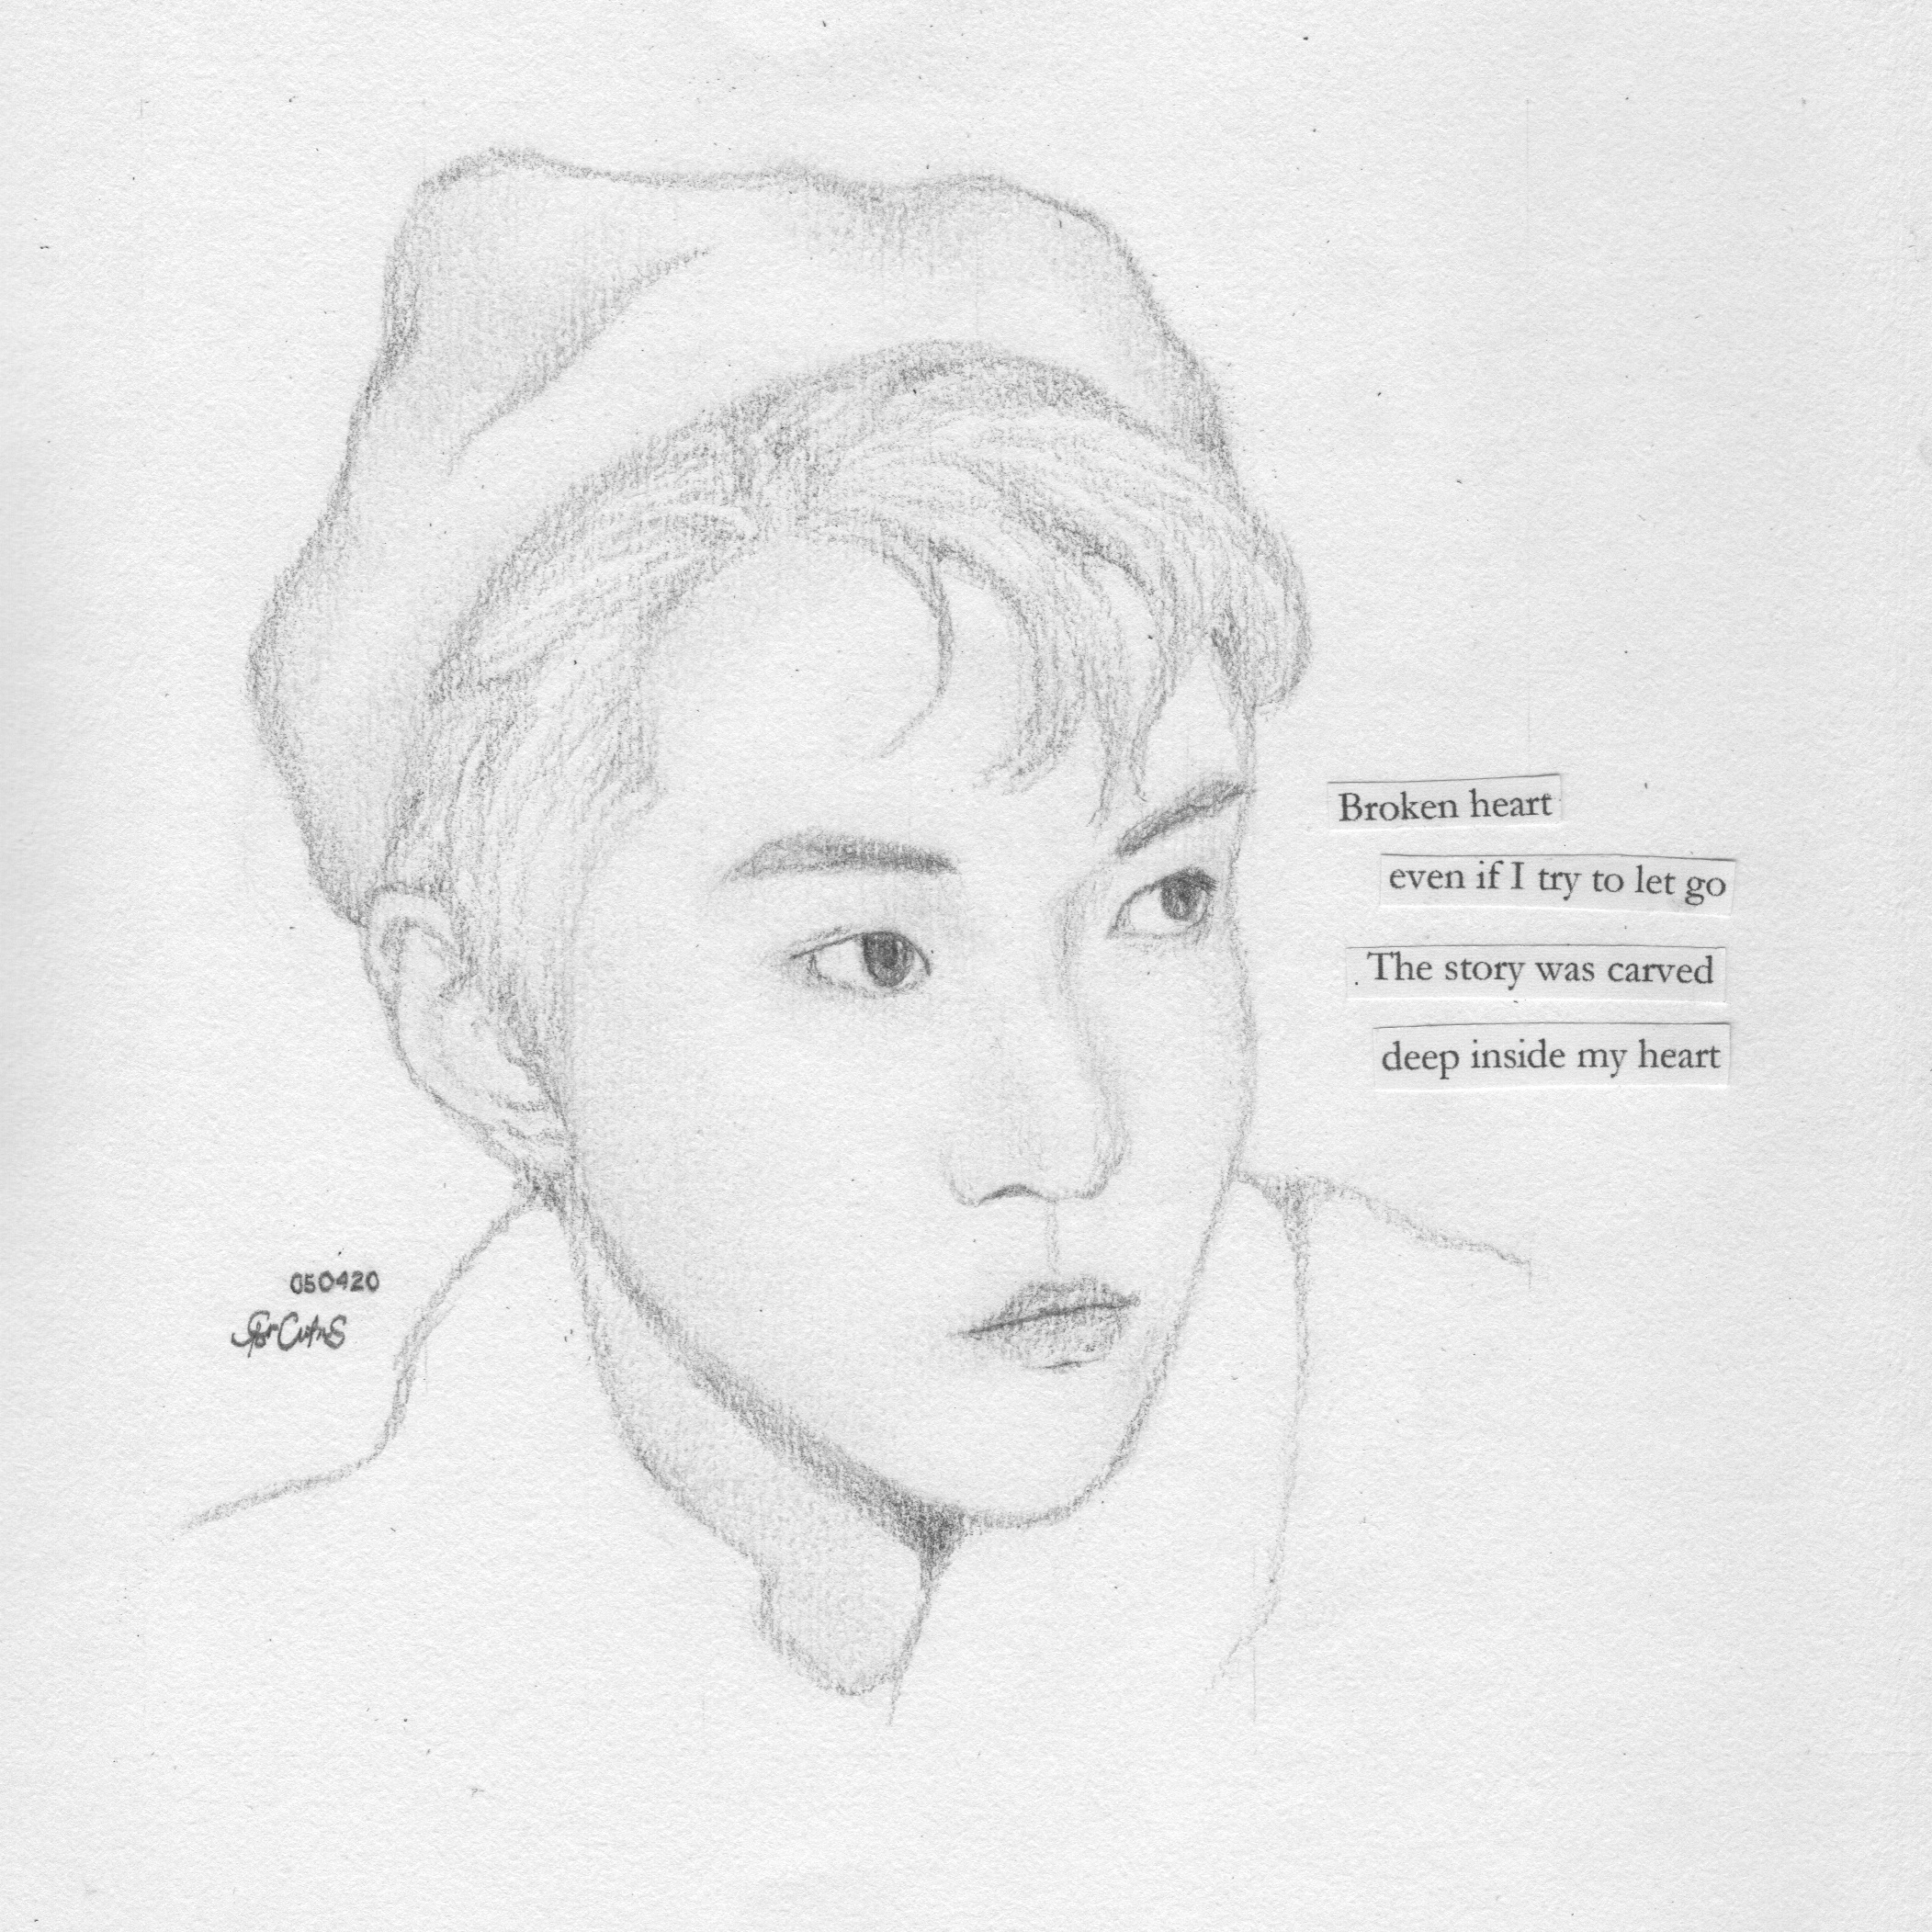 Broken heart
even if I try to let go
The story was carved
deep inside my heart
050420